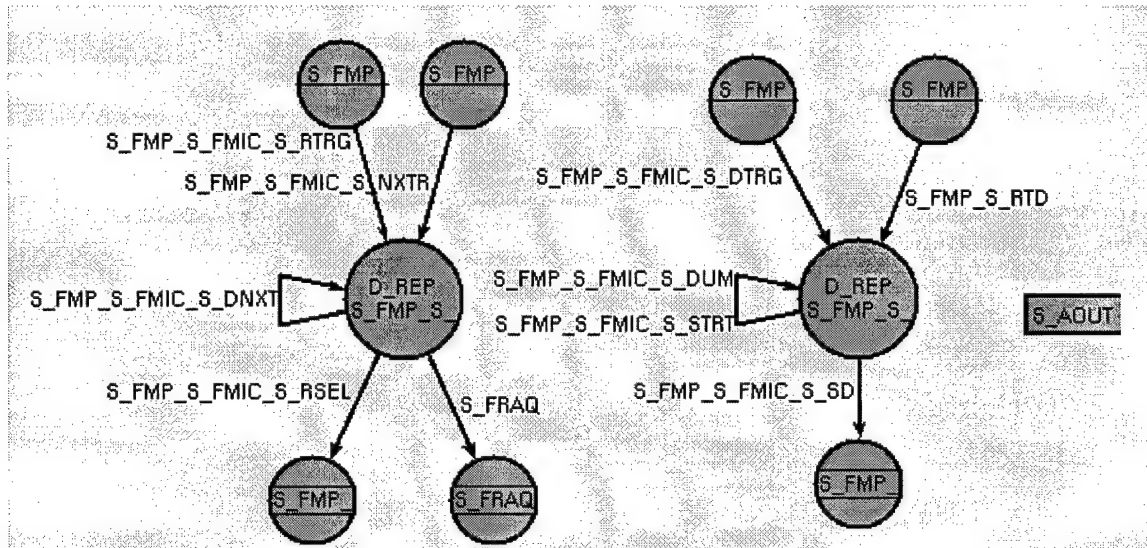 S_FMP
S_FMP
S_FMP
S_FMP
S_FMP_S_FMIC_S_RTRG
S_FMP_S_FMIC_S_NXTR
S_FMP_S_FMIC_S_DTRG
S_FMP_S_RTD
D_REP
S_FMP_S_
S_FMP_S_FMIC_S_DNXT
S_FMP_S_FMIC_S_DUM
S_FMP_S_FMIC_S_STRT
D_REP
S_FMP_S_
S_AOUT
S_FMP_S_FMIC_S_RSEL
S_FRAQ
S_FMP_S_FMIC_S_SD
S_FMP_
S_FRAQ
S_FMP_